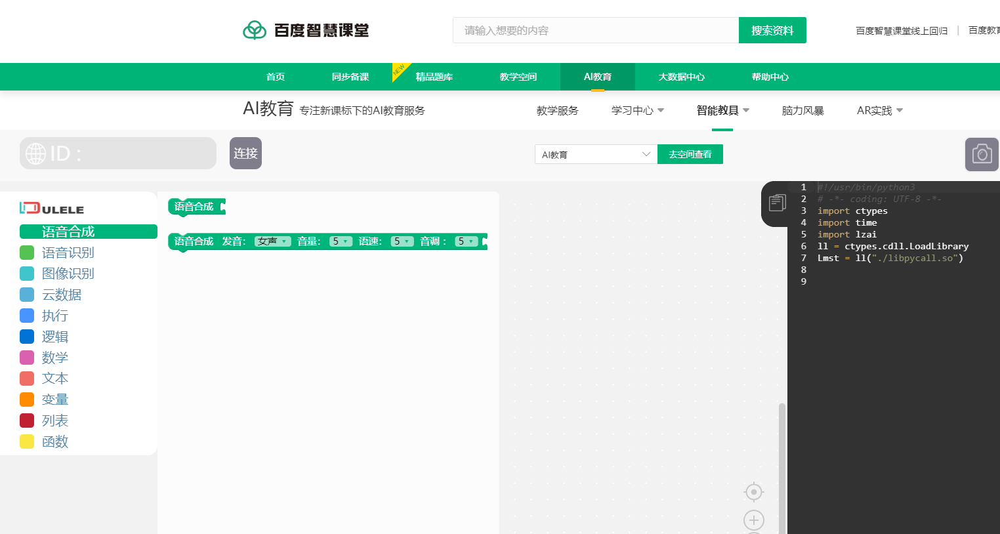 百度智慧课堂
请输入想要的内容
搜索资料
百度智慧课堂线上回归 | 百度教育
首页 同步备课 NEW 精品题库 教学空间 AI教育 大数据中心 帮助中心
AI教育 专注新课标下的AI教育服务 教学服务 学习中心 智能教具 脑力风暴 AR实践
ID：
连接
AI教育
去空间查看
DULELE
语音合成
语音识别
图像识别
云数据
执行
逻辑
数学
文本
变量
列表
函数
语音合成
语音合成 发音： 女声 音量： 5 语速： 5 音调： 5
1 #!/usr/bin/python3
2 # -*- coding: UTF-8 -*-
3 import ctypes
4 import time
5 import lzai
6 ll = ctypes.cdll.LoadLibrary
7 Lmst = ll("./libpycall.so")
8
9